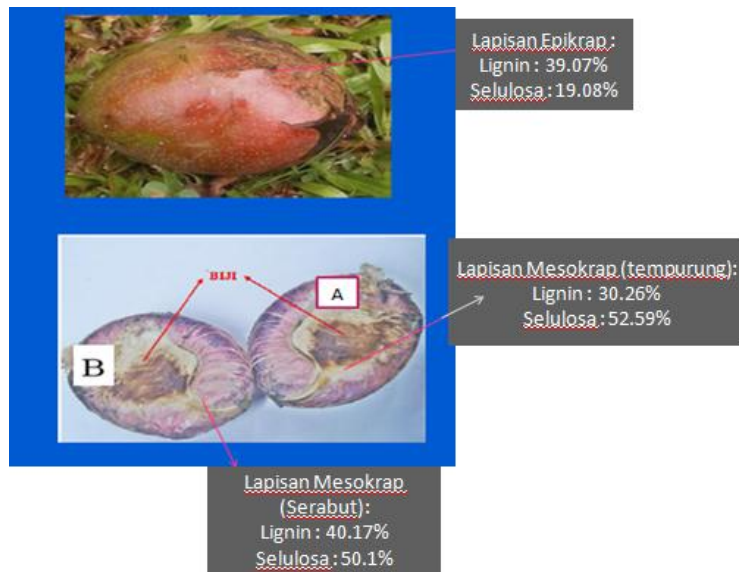 Lapisan Epikrap :
Lignin : 39.07%
Selulosa : 19.08%
BIJI
A
B
Lapisan Mesokrap (tempurung):
Lignin : 30.26%
Selulosa : 52.59%
Lapisan Mesokrap
(Serabut):
Lignin : 40.17%
Selulosa : 50.1%